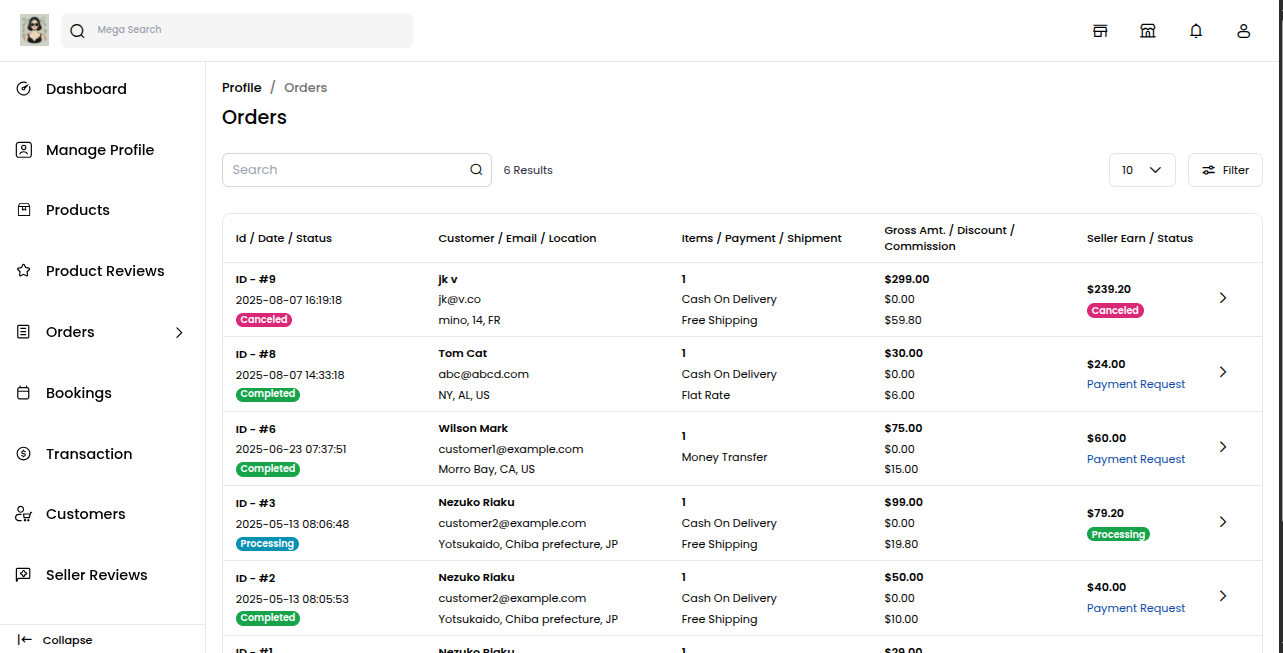 Mega Search
Dashboard
Manage Profile
Products
Product Reviews
Orders
Bookings
Transaction
Customers
Seller Reviews
Collapse
Profile / Orders
Orders
Search
6 Results
10
Filter
Id / Date / Status
Customer / Email / Location
Items / Payment / Shipment
Gross Amt. / Discount /
Commission
Seller Earn / Status
ID - #9
2025-08-07 16:19:18
Canceled
jk v
jk@v.co
mino, 14, FR
1
Cash On Delivery
Free Shipping
$299.00
$0.00
$59.80
$239.20
Canceled
ID - #8
2025-08-07 14:33:18
Completed
Tom Cat
abc@abcd.com
NY, AL, US
1
Cash On Delivery
Flat Rate
$30.00
$0.00
$6.00
$24.00
Payment Request
ID - #6
2025-06-23 07:37:51
Completed
Wilson Mark
customer1@example.com
Morro Bay, CA, US
1
Money Transfer
$75.00
$0.00
$15.00
$60.00
Payment Request
ID - #3
2025-05-13 08:06:48
Processing
Nezuko Riaku
customer2@example.com
Yotsukaido, Chiba prefecture, JP
1
Cash On Delivery
Free Shipping
$99.00
$0.00
$19.80
$79.20
Processing
ID - #2
2025-05-13 08:05:53
Completed
Nezuko Riaku
customer2@example.com
Yotsukaido, Chiba prefecture, JP
1
Cash On Delivery
Free Shipping
$50.00
$0.00
$10.00
$40.00
Payment Request
ID - #1
Nezuko Riaku
1
$29.00